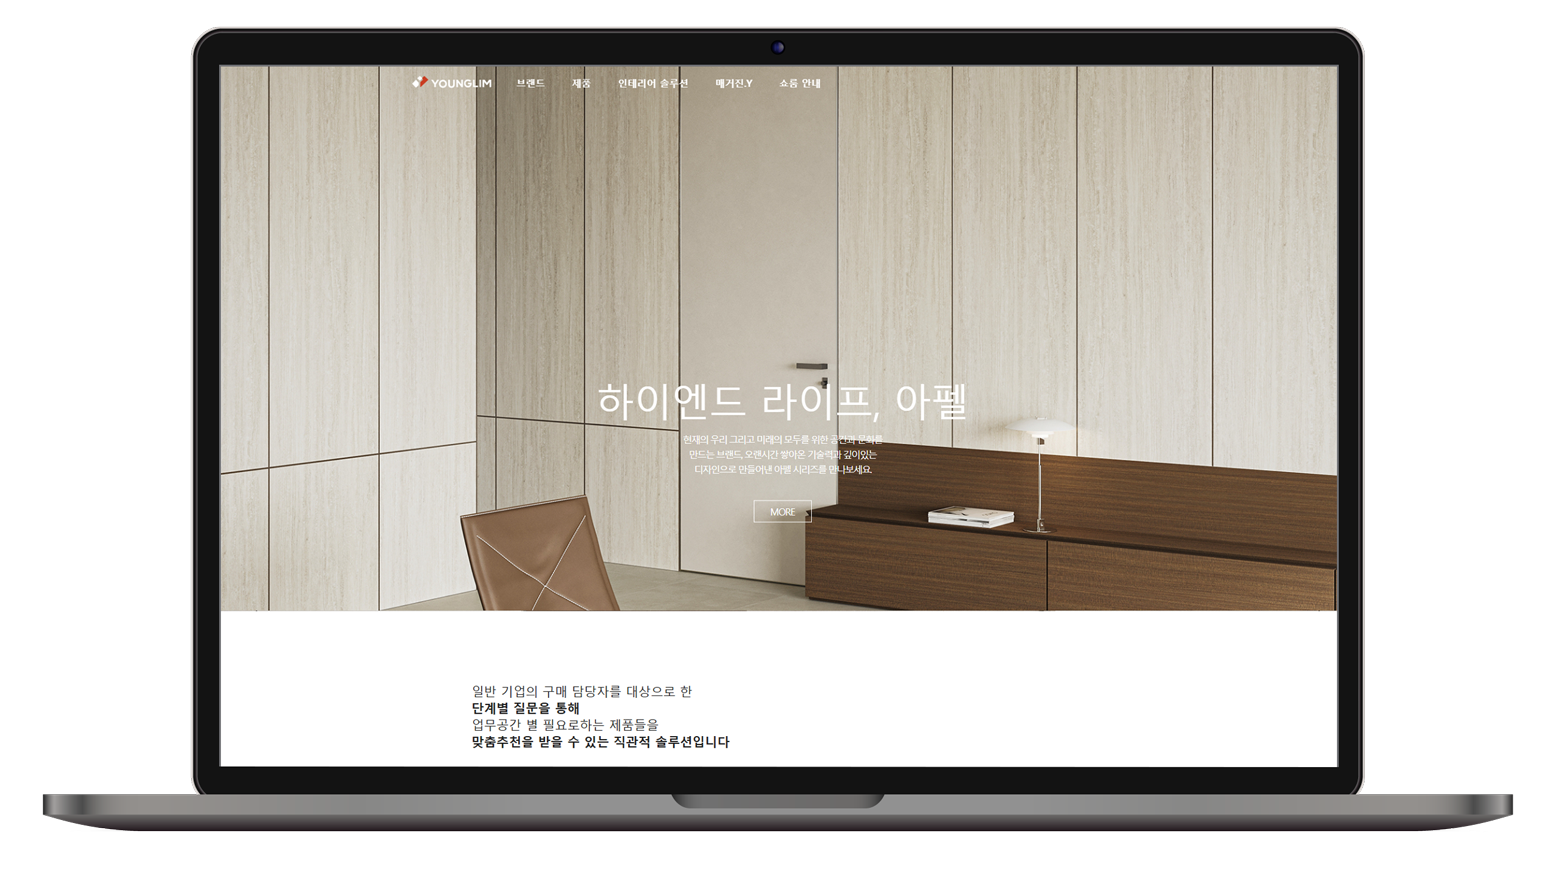 YOUNGLIM 브랜드 제품 인테리어 솔루션 매거진.Y 쇼룸 안내
하이엔드 라이프, 아펠
현재의 우리 그리고 미래의 모두를 위한 공간과 문화를
만드는 브랜드, 오랜시간 쌓아온 기술력과 깊이있는
디자인으로 만들어낸 아펠 시리즈를 만나보세요.
MORE
일반 기업의 구매 담당자를 대상으로 한
단계별 질문을 통해
업무공간 별 필요로하는 제품들을
맞춤추천을 받을 수 있는 직관적 솔루션입니다